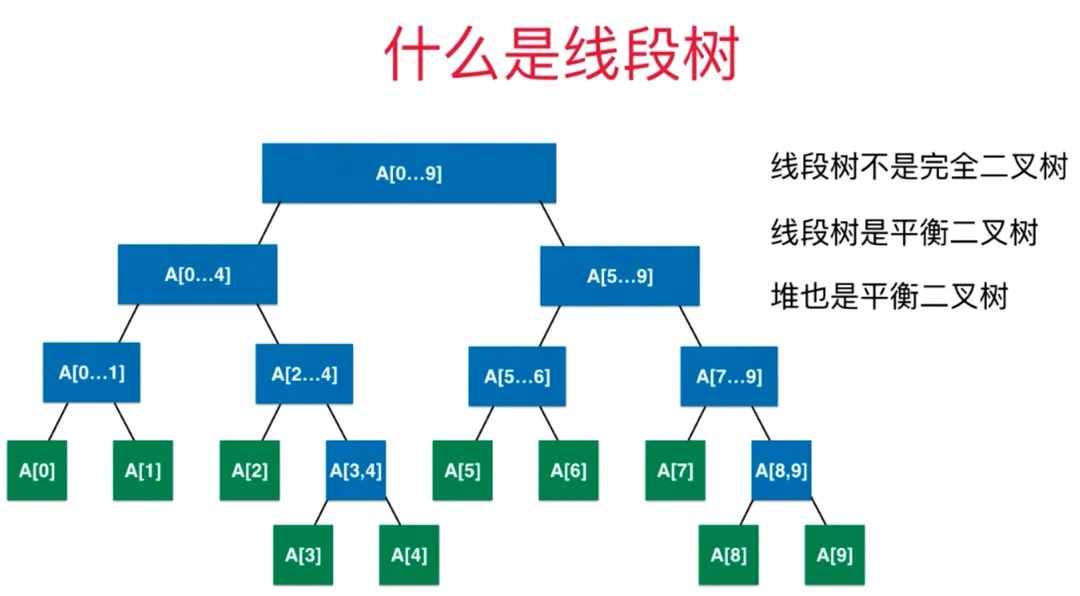 什么是线段树
A[0...9]
线段树不是完全二叉树
线段树是平衡二叉树
堆也是平衡二叉树
A[0...4]
A[5...9]
A[0...1]
A[2...4]
A[5...6]
A[7...9]
A[0]
A[1]
A[2]
A[3,4]
A[5]
A[6]
A[7]
A[8,9]
A[3]
A[4]
A[8]
A[9]